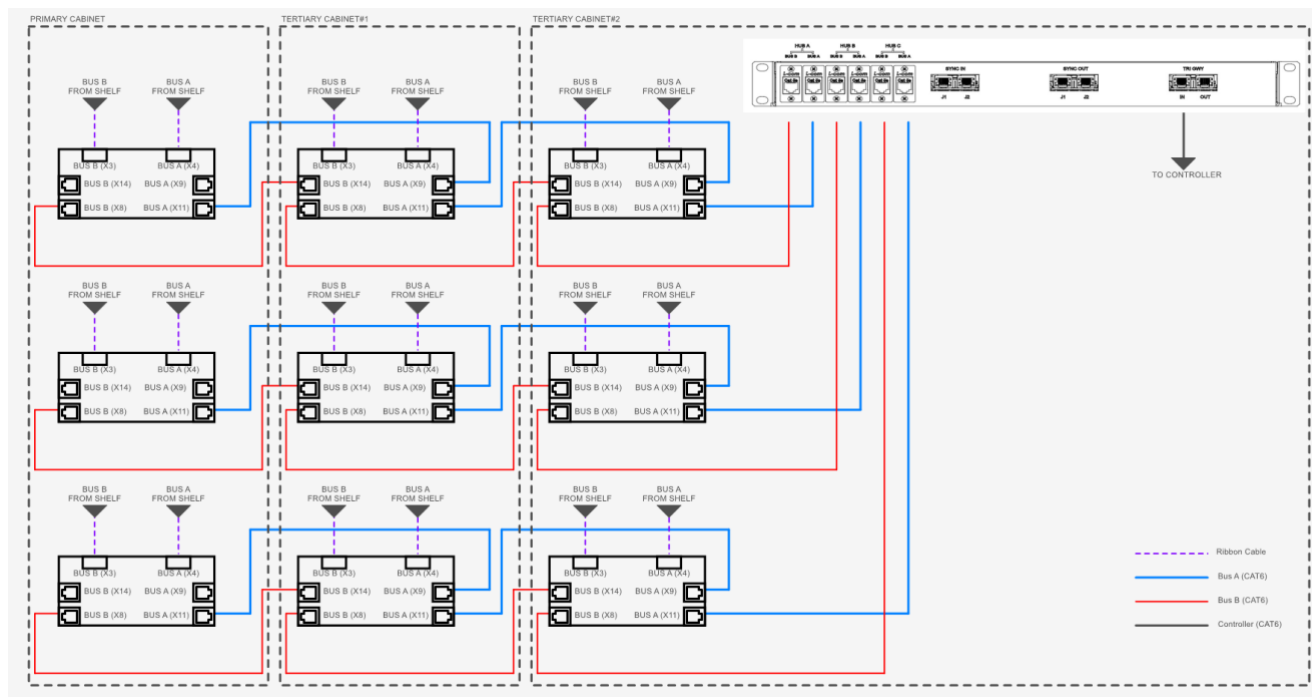 PRIMARY CABINET
TERTIARY CABINET#1
TERTIARY CABINET#2
HUB A
HUB B
HUB C
BUS B
BUS A
BUS B
BUS A
BUS B
BUS A
SYNC IN
SYNC OUT
TRI GWY
J1
J2
J1
J2
IN
OUT
TO CONTROLLER
BUS B
FROM SHELF
BUS A
FROM SHELF
BUS B
FROM SHELF
BUS A
FROM SHELF
BUS B
FROM SHELF
BUS A
FROM SHELF
BUS B (X3)
BUS A (X4)
BUS B (X14)
BUS A (X9)
BUS B (X8)
BUS A (X11)
BUS B (X3)
BUS A (X4)
BUS B (X14)
BUS A (X9)
BUS B (X8)
BUS A (X11)
BUS B (X3)
BUS A (X4)
BUS B (X14)
BUS A (X9)
BUS B (X8)
BUS A (X11)
BUS B
FROM SHELF
BUS A
FROM SHELF
BUS B
FROM SHELF
BUS A
FROM SHELF
BUS B
FROM SHELF
BUS A
FROM SHELF
BUS B (X3)
BUS A (X4)
BUS B (X14)
BUS A (X9)
BUS B (X8)
BUS A (X11)
BUS B (X3)
BUS A (X4)
BUS B (X14)
BUS A (X9)
BUS B (X8)
BUS A (X11)
BUS B (X3)
BUS A (X4)
BUS B (X14)
BUS A (X9)
BUS B (X8)
BUS A (X11)
BUS B
FROM SHELF
BUS A
FROM SHELF
BUS B
FROM SHELF
BUS A
FROM SHELF
BUS B
FROM SHELF
BUS A
FROM SHELF
BUS B (X3)
BUS A (X4)
BUS B (X14)
BUS A (X9)
BUS B (X8)
BUS A (X11)
BUS B (X3)
BUS A (X4)
BUS B (X14)
BUS A (X9)
BUS B (X8)
BUS A (X11)
BUS B (X3)
BUS A (X4)
BUS B (X14)
BUS A (X9)
BUS B (X8)
BUS A (X11)
Ribbon Cable
Bus A (CAT6)
Bus B (CAT6)
Controller (CAT6)